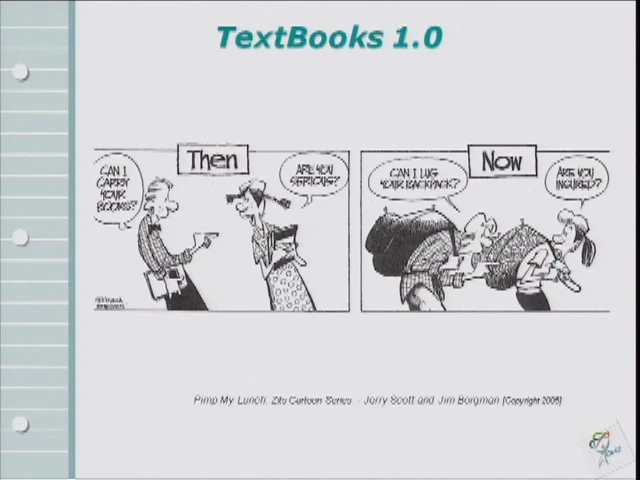 TextBooks 1.0
Then
CAN I
CARRY
YOUR
BOOKS?
ARE YOU
SERIOUS?
Now
CAN I LUG
YOUR BACKPACK?
ARE YOU
INSURED?
Pimp My Lunch: Zits Cartoon Series - Jerry Scott and Jim Borgman [Copyright 2005]